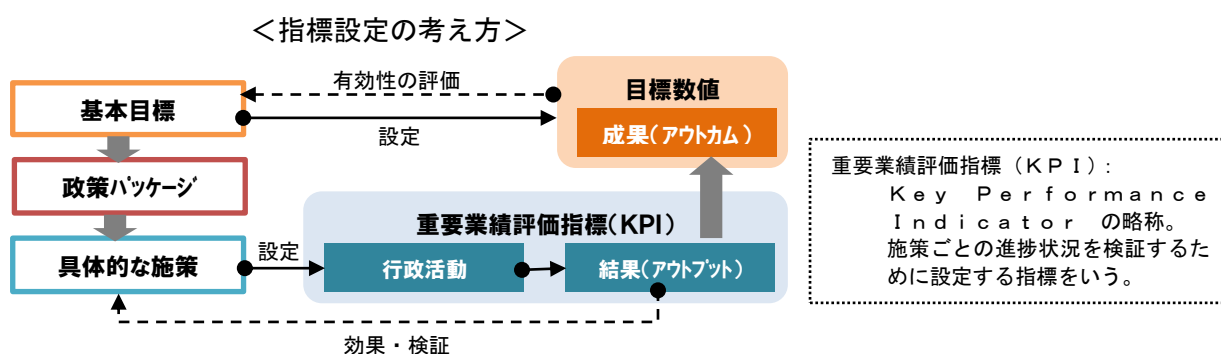 ＜指標設定の考え方＞
有効性の評価
基本目標
設定
目標数値
成果（アウトカム）
政策パッケージ
重要業績評価指標（KPI）
具体的な施策
設定
行政活動
結果（アウトプット）
効果・検証
重要業績評価指標（ＫＰＩ）：
Ｋｅｙ　Ｐｅｒｆｏｒｍａｎｃｅ
Ｉｎｄｉｃａｔｏｒ　の略称。
施策ごとの進捗状況を検証するた
めに設定する指標をいう。